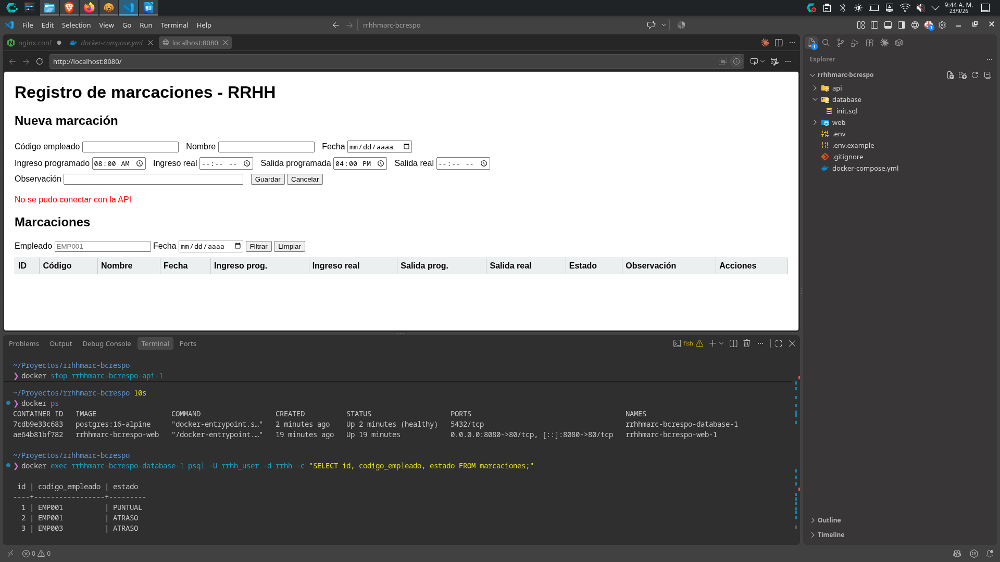 9:44 A. M.
23/9/26
File Edit Selection View Go Run Terminal Help
rrhhmarc-bcrespo
1
nginx.conf
docker-compose.yml
localhost:8080
http://localhost:8080/
Registro de marcaciones - RRHH
Nueva marcación
Código empleado Nombre Fecha mm/dd/aaaa
Ingreso programado 08:00 AM Ingreso real --:-- -- Salida programada 04:00 PM Salida real --:-- --
Observación Guardar Cancelar
No se pudo conectar con la API
Marcaciones
Empleado EMP001 Fecha mm/dd/aaaa Filtrar Limpiar
ID Código Nombre Fecha Ingreso prog. Ingreso real Salida prog. Salida real Estado Observación Acciones
Problems Output Debug Console Terminal Ports
fish
~/Proyectos/rrhhmarc-bcrespo
❯ docker stop rrhhmarc-bcrespo-api-1
~/Proyectos/rrhhmarc-bcrespo 10s
❯ docker ps
CONTAINER ID IMAGE COMMAND CREATED STATUS PORTS NAMES
7cdb9e33c683 postgres:16-alpine "docker-entrypoint.s…" 2 minutes ago Up 2 minutes (healthy) 5432/tcp rrhhmarc-bcrespo-database-1
ae64b81bf782 rrhhmarc-bcrespo-web "/docker-entrypoint.…" 19 minutes ago Up 19 minutes 0.0.0.0:8080->80/tcp, [::]:8080->80/tcp rrhhmarc-bcrespo-web-1
~/Proyectos/rrhhmarc-bcrespo
❯ docker exec rrhhmarc-bcrespo-database-1 psql -U rrhh_user -d rrhh -c "SELECT id, codigo_empleado, estado FROM marcaciones;"
id | codigo_empleado | estado
----+-----------------+---------
1 | EMP001 | PUNTUAL
2 | EMP001 | ATRASO
3 | EMP003 | ATRASO
1
Explorer
rrhhmarc-bcrespo
api
database
init.sql
web
.env
.env.example
.gitignore
docker-compose.yml
Outline
Timeline
0 0